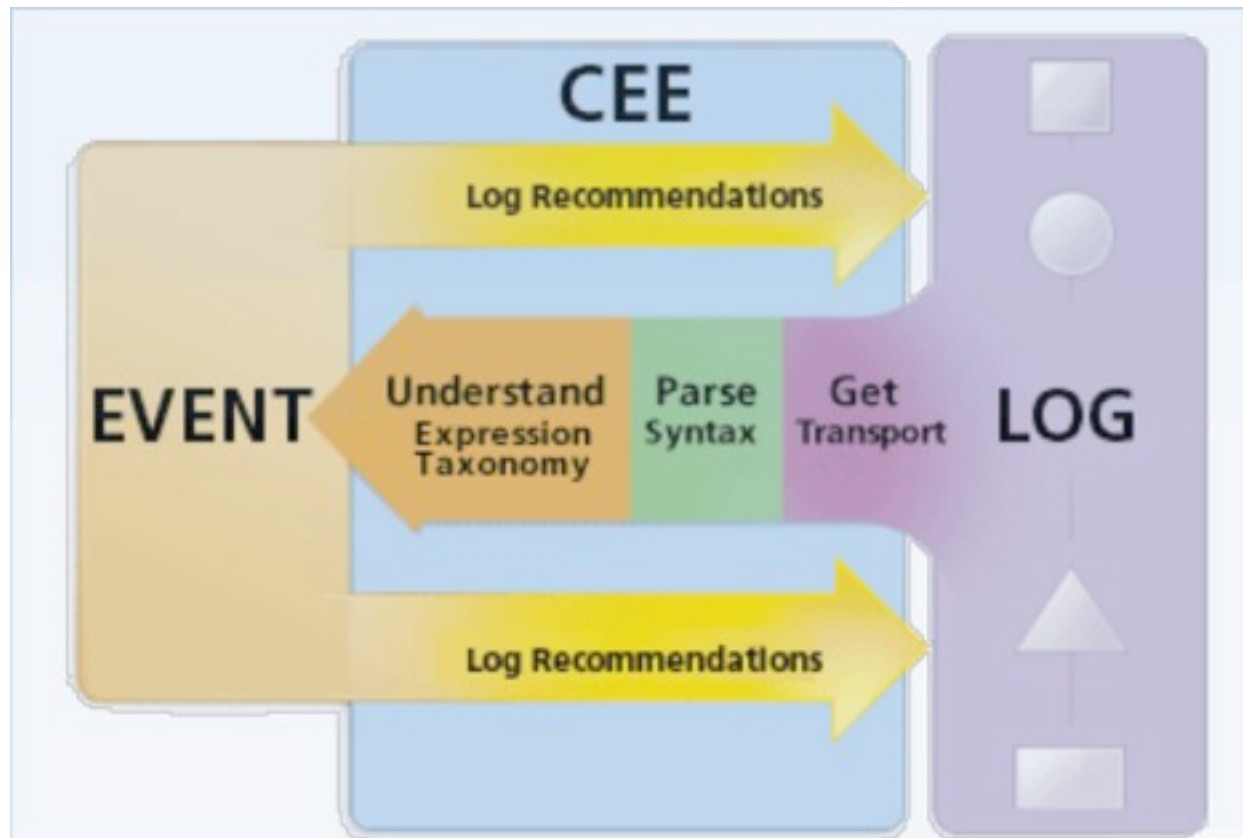 CEE
Log Recommendations
EVENT
Understand
Expression
Taxonomy
Parse
Syntax
Get
Transport
LOG
Log Recommendations